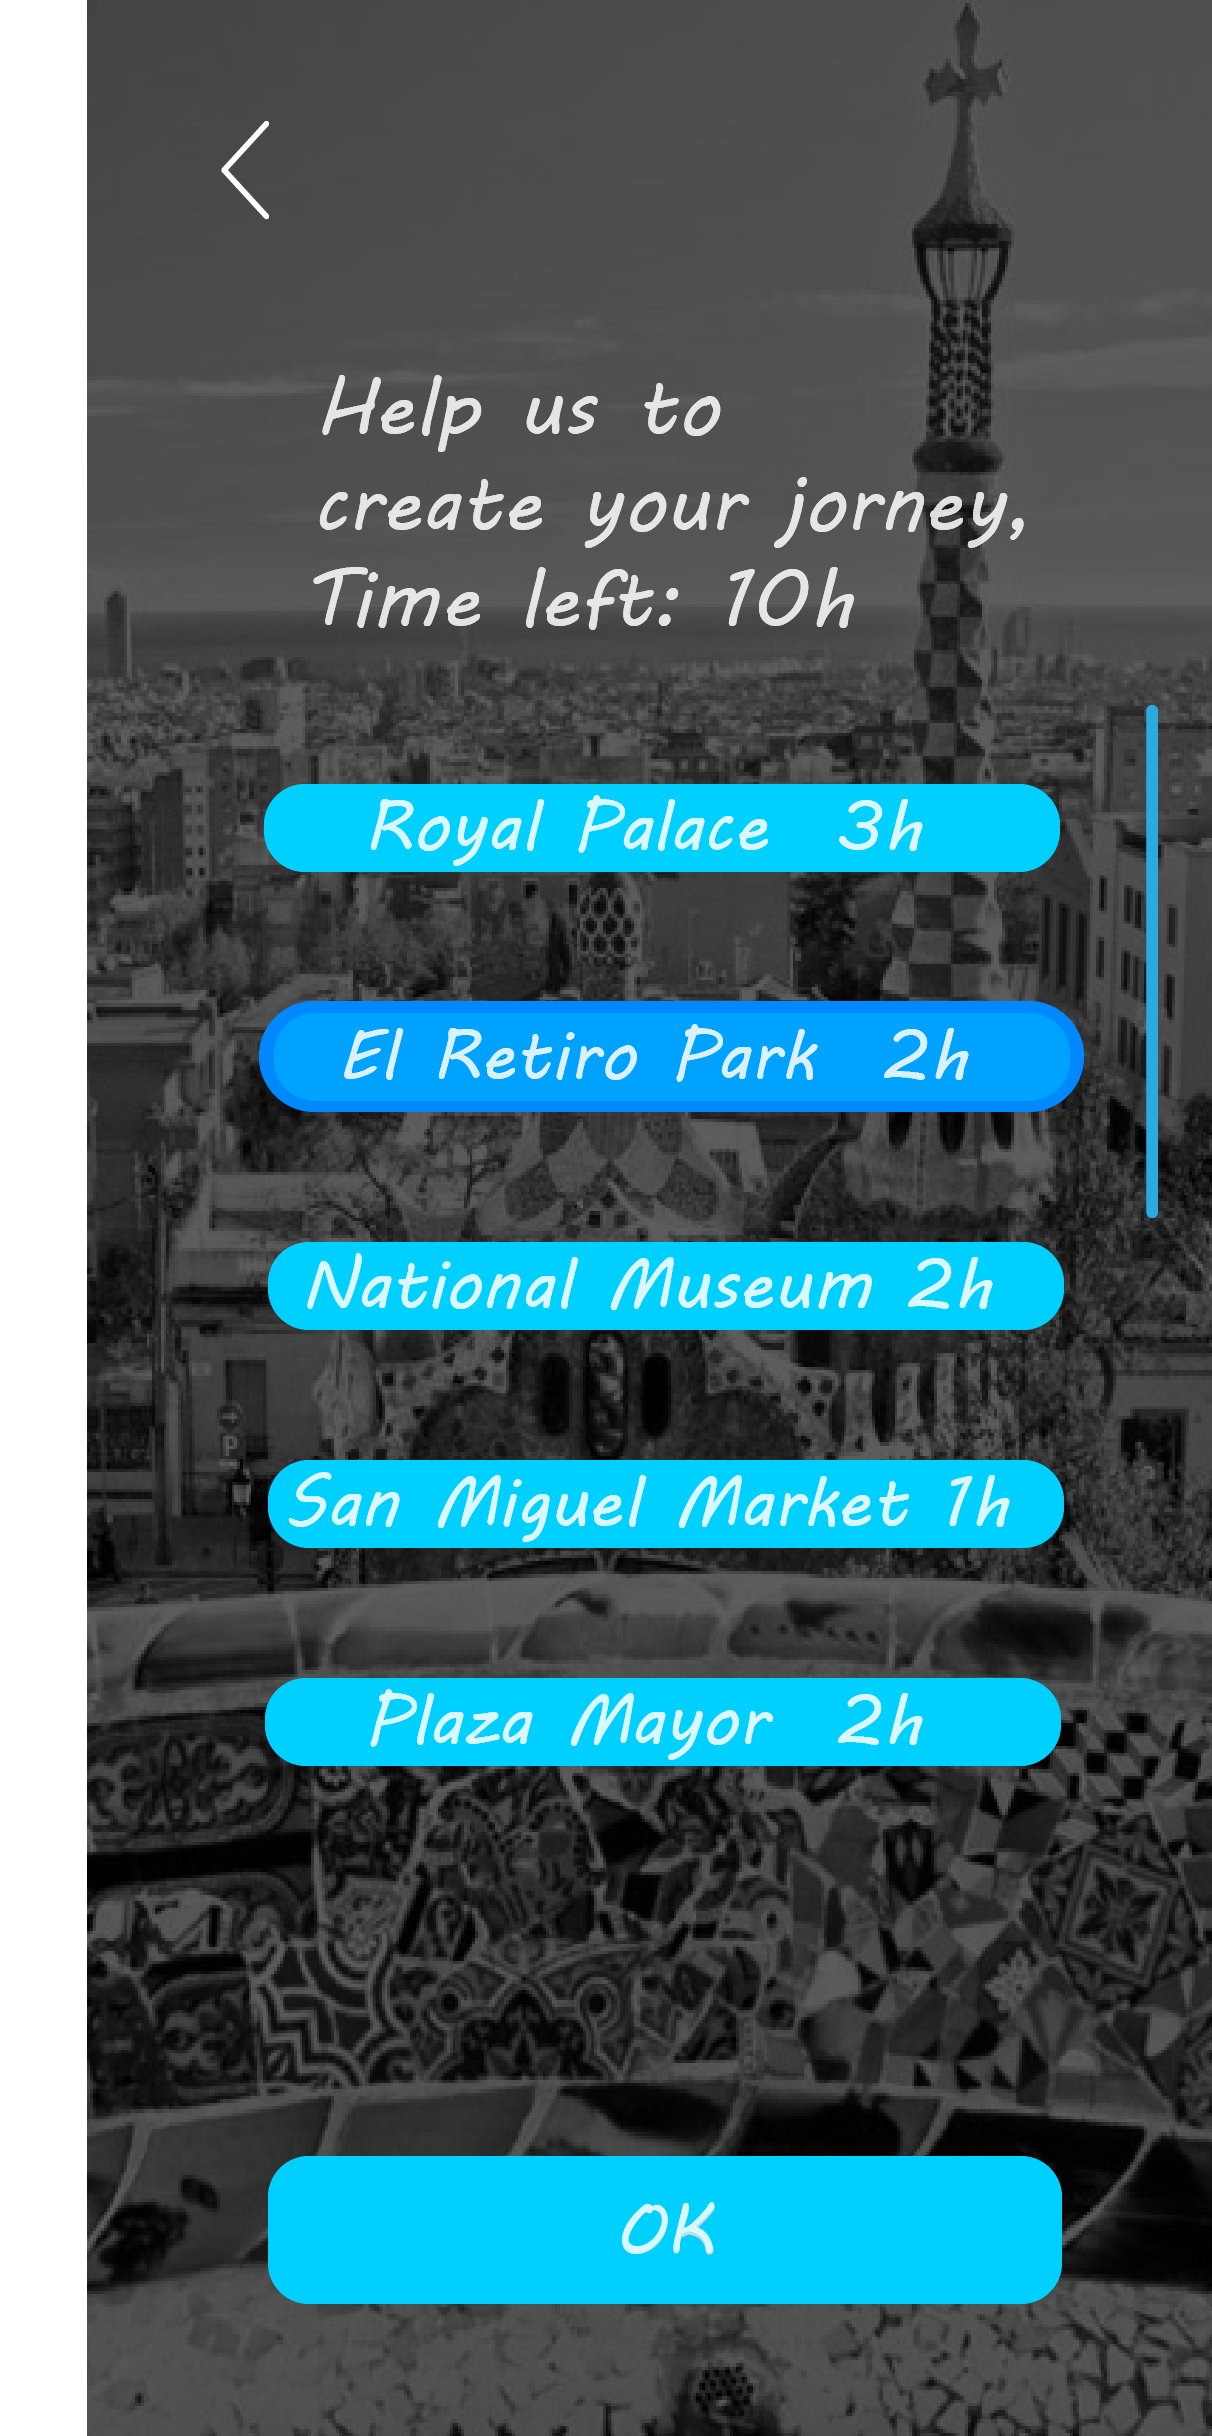 Help us to
create your jorney,
Time left: 10h
Royal Palace 3h
El Retiro Park 2h
National Museum 2h
San Miguel Market 1h
P
Plaza Mayor 2h
OK